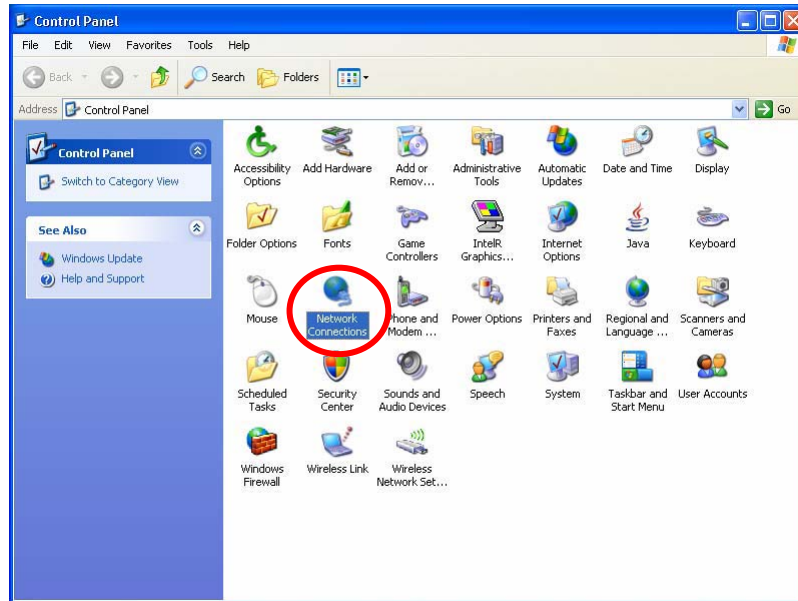 Control Panel
File Edit View Favorites Tools Help
Back Search Folders
Address Control Panel Go
Control Panel
Switch to Category View
See Also
Windows Update
Help and Support
Accessibility Options
Add Hardware
Add or Remov...
Administrative Tools
Automatic Updates
Date and Time
Display
Folder Options
Fonts
Game Controllers
IntelR Graphics...
Internet Options
Java
Keyboard
Mouse
Network Connections
Phone and Modem ...
Power Options
Printers and Faxes
Regional and Language ...
Scanners and Cameras
Scheduled Tasks
Security Center
Sounds and Audio Devices
Speech
System
Taskbar and Start Menu
User Accounts
Windows Firewall
Wireless Link
Wireless Network Set...